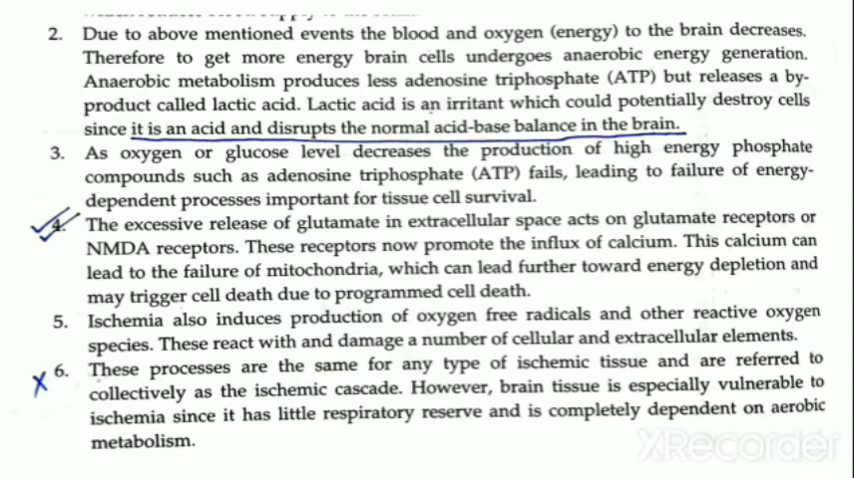 2. Due to above mentioned events the blood and oxygen (energy) to the brain decreases.
Therefore to get more energy brain cells undergoes anaerobic energy generation.
Anaerobic metabolism produces less adenosine triphosphate (ATP) but releases a by-
product called lactic acid. Lactic acid is an irritant which could potentially destroy cells
since it is an acid and disrupts the normal acid-base balance in the brain.
3. As oxygen or glucose level decreases the production of high energy phosphate
compounds such as adenosine triphosphate (ATP) fails, leading to failure of energy-
dependent processes important for tissue cell survival.
4. The excessive release of glutamate in extracellular space acts on glutamate receptors or
NMDA receptors. These receptors now promote the influx of calcium. This calcium can
lead to the failure of mitochondria, which can lead further toward energy depletion and
may trigger cell death due to programmed cell death.
5. Ischemia also induces production of oxygen free radicals and other reactive oxygen
species. These react with and damage a number of cellular and extracellular elements.
6. These processes are the same for any type of ischemic tissue and are referred to
collectively as the ischemic cascade. However, brain tissue is especially vulnerable to
ischemia since it has little respiratory reserve and is completely dependent on aerobic
metabolism.
XRecorder